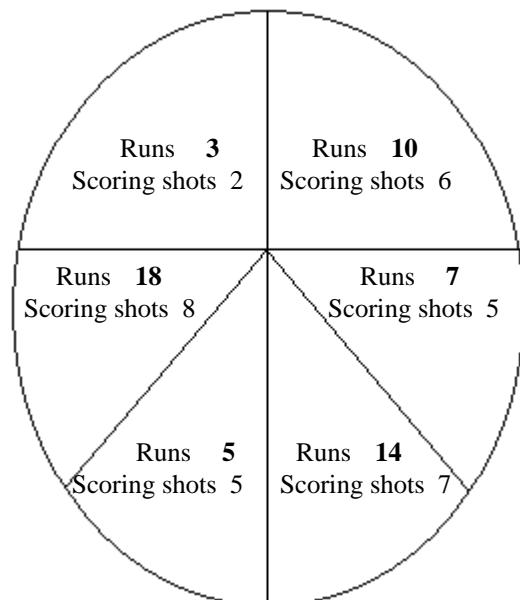 Runs 3
Scoring shots 2
Runs 10
Scoring shots 6
Runs 18
Scoring shots 8
Runs 7
Scoring shots 5
Runs 5
Scoring shots 5
Runs 14
Scoring shots 7